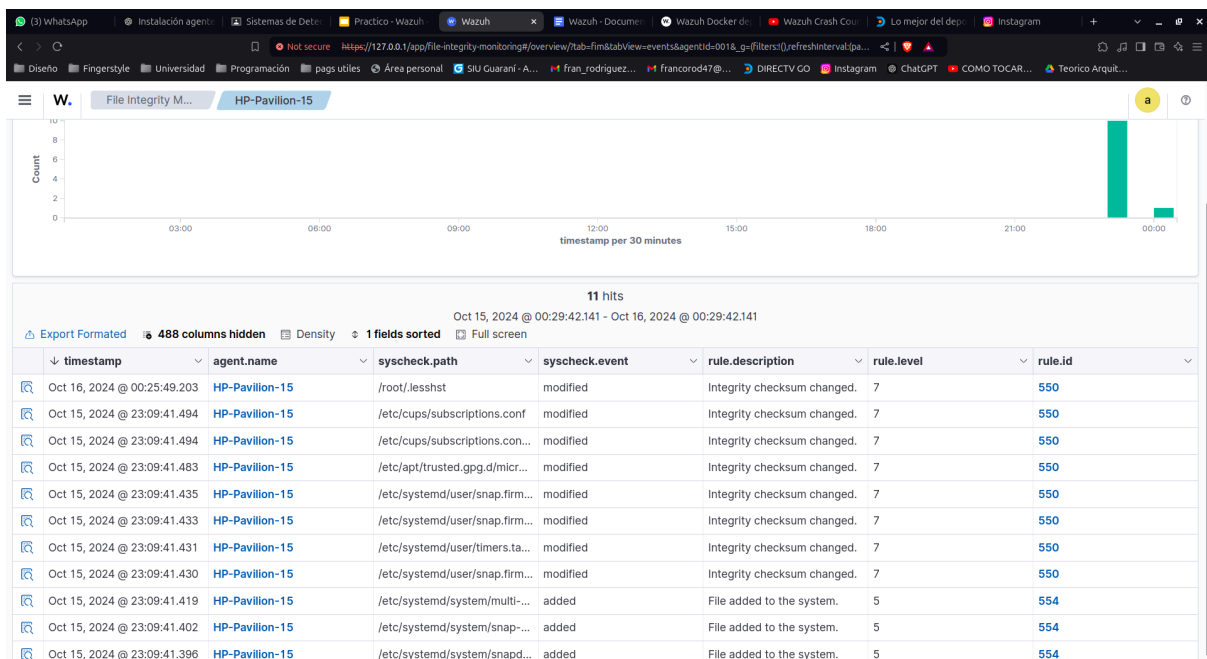 (3) WhatsApp Instalación agente Sistemas de Detec Practico - Wazuh - Wazuh Wazuh - Documen Wazuh Docker de Wazuh Crash Cou Lo mejor del depo Instagram
Not secure https://127.0.0.1/app/file-integrity-monitoring#/overview/?tab=fim&tabView=events&agentId=001&_g=(filters:!(),refreshInterval:(pa...
Diseño Fingerstyle Universidad Programación pags utiles Área personal SIU Guaraní - A... fran_rodriguez... francorod47@... DIRECTV GO Instagram ChatGPT COMO TOCAR... Teorico Arquit...
W. File Integrity M... HP-Pavilion-15 a
Count
10
8
6
4
2
0
03:00 06:00 09:00 12:00 15:00 18:00 21:00 00:00
timestamp per 30 minutes
11 hits
Oct 15, 2024 @ 00:29:42.141 - Oct 16, 2024 @ 00:29:42.141
Export Formated 488 columns hidden Density 1 fields sorted Full screen
timestamp agent.name syscheck.path syscheck.event rule.description rule.level rule.id
Oct 16, 2024 @ 00:25:49.203 HP-Pavilion-15 /root/.lesshst modified Integrity checksum changed. 7 550
Oct 15, 2024 @ 23:09:41.494 HP-Pavilion-15 /etc/cups/subscriptions.conf modified Integrity checksum changed. 7 550
Oct 15, 2024 @ 23:09:41.494 HP-Pavilion-15 /etc/cups/subscriptions.con... modified Integrity checksum changed. 7 550
Oct 15, 2024 @ 23:09:41.483 HP-Pavilion-15 /etc/apt/trusted.gpg.d/micr... modified Integrity checksum changed. 7 550
Oct 15, 2024 @ 23:09:41.435 HP-Pavilion-15 /etc/systemd/user/snap.firm... modified Integrity checksum changed. 7 550
Oct 15, 2024 @ 23:09:41.433 HP-Pavilion-15 /etc/systemd/user/snap.firm... modified Integrity checksum changed. 7 550
Oct 15, 2024 @ 23:09:41.431 HP-Pavilion-15 /etc/systemd/user/timers.ta... modified Integrity checksum changed. 7 550
Oct 15, 2024 @ 23:09:41.430 HP-Pavilion-15 /etc/systemd/user/snap.firm... modified Integrity checksum changed. 7 550
Oct 15, 2024 @ 23:09:41.419 HP-Pavilion-15 /etc/systemd/system/multi-... added File added to the system. 5 554
Oct 15, 2024 @ 23:09:41.402 HP-Pavilion-15 /etc/systemd/system/snap-... added File added to the system. 5 554
Oct 15, 2024 @ 23:09:41.396 HP-Pavilion-15 /etc/systemd/system/snapd... added File added to the system. 5 554